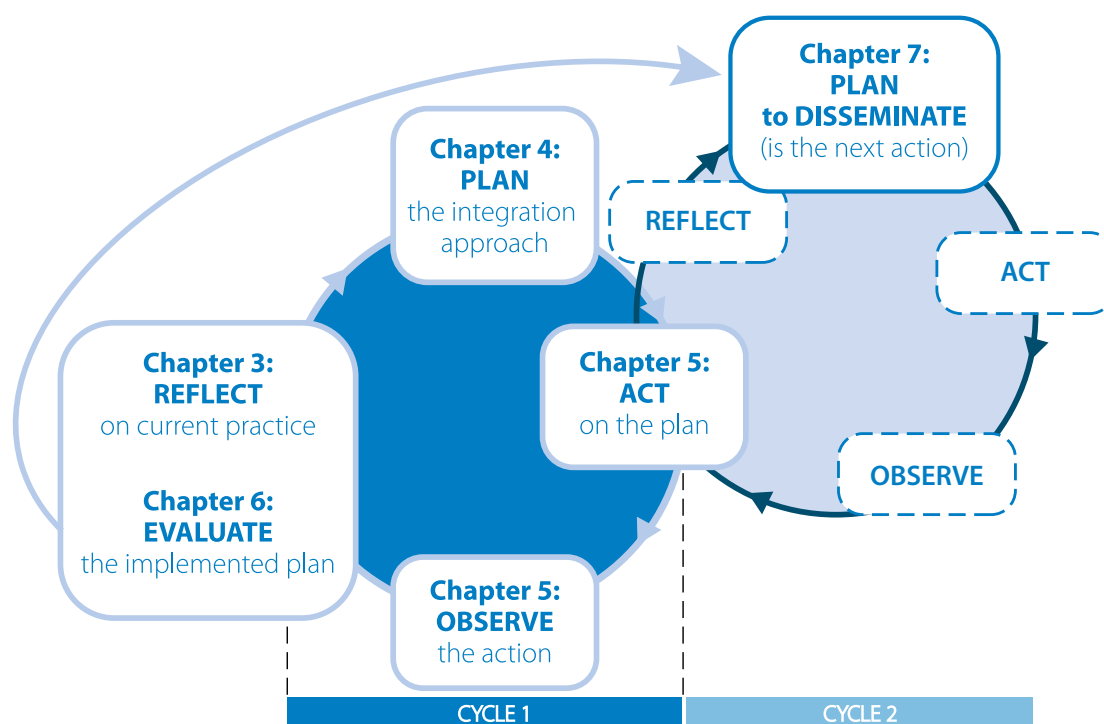 Chapter 3:
REFLECT
on current practice
Chapter 6:
EVALUATE
the implemented plan
Chapter 4:
PLAN
the integration
approach
Chapter 5:
ACT
on the plan
Chapter 5:
OBSERVE
the action
Chapter 7:
PLAN
to DISSEMINATE
(is the next action)
REFLECT
ACT
OBSERVE
CYCLE 1
CYCLE 2